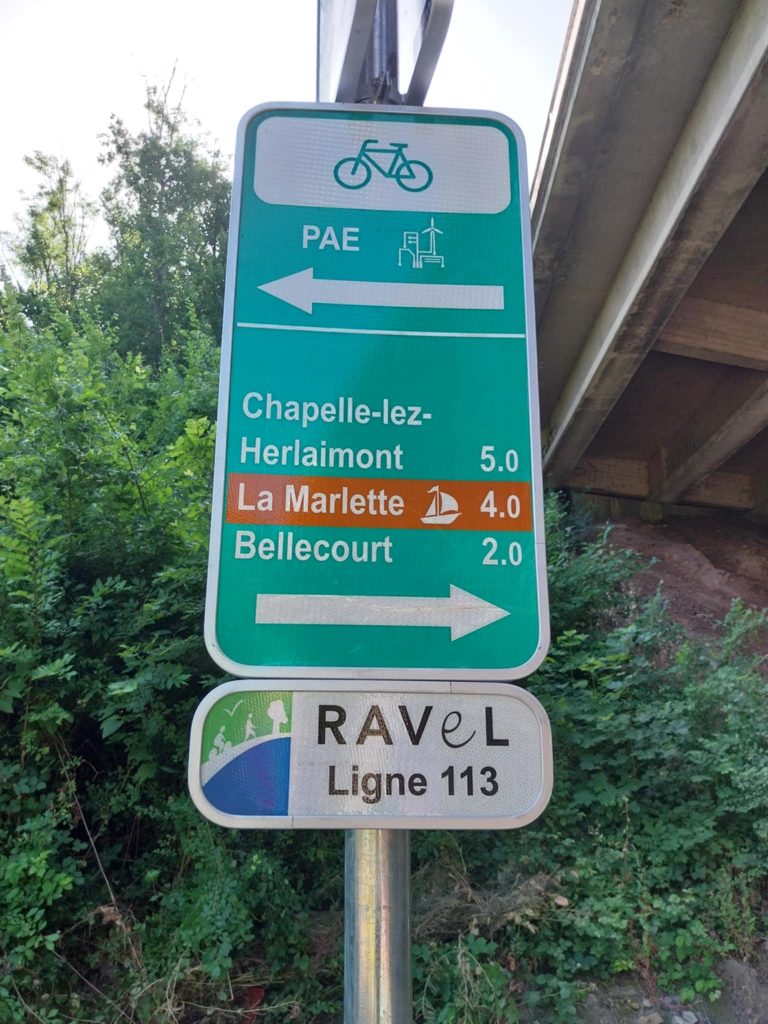 PAE
Chapelle-lez-
Herlaimont 5.0
La Marlette 4.0
Bellecourt 2.0
RAVeL
Ligne 113